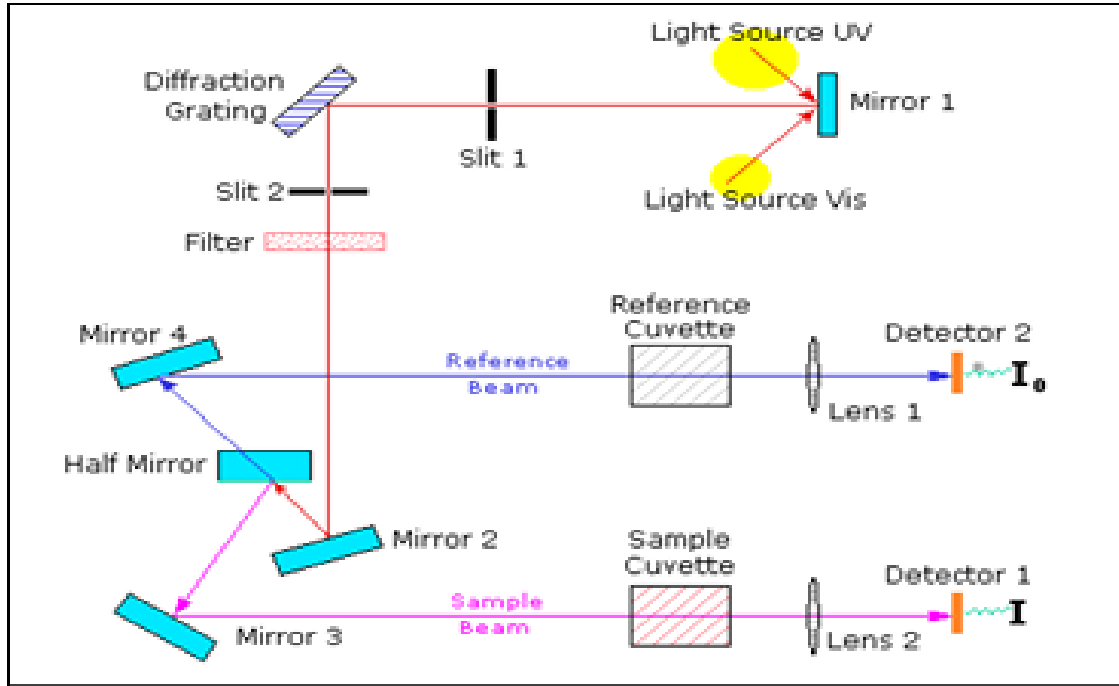 Light Source UV
Diffraction
Grating
Mirror 1
Slit 1
Light Source Vis
Slit 2
Filter
Reference
Cuvette
Mirror 4
Detector 2
Reference
Beam
I₀
Lens 1
Half Mirror
Mirror 2
Sample
Cuvette
Detector 1
Sample
Beam
I
Mirror 3
Lens 2